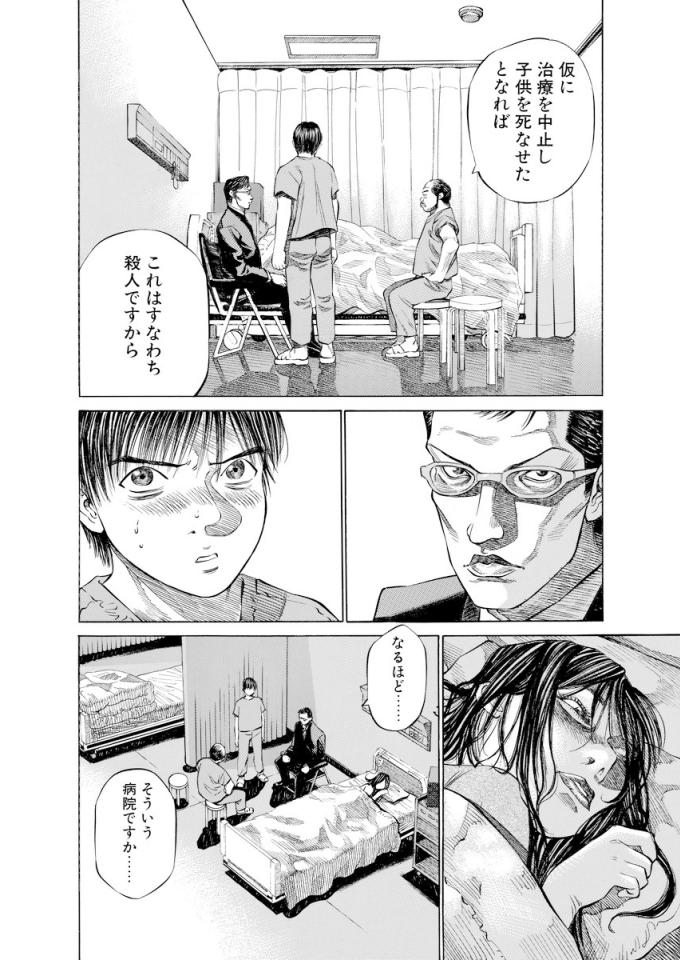 仮に
治療を中止し
子供を死なせた
となれば
これはすなわち
殺人ですから
なるほど……
そういう
病院ですか……